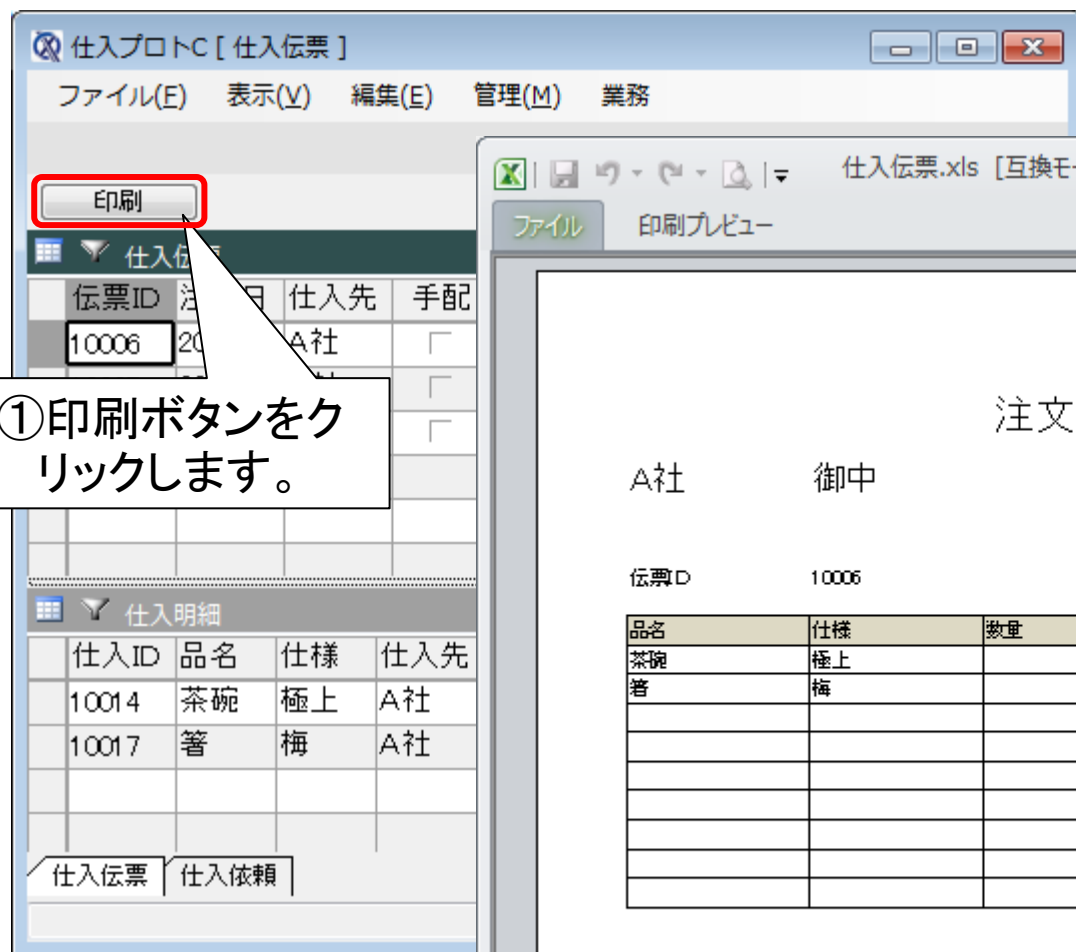 仕入プロトC [ 仕入伝票 ]
ファイル(F) 表示(V) 編集(E) 管理(M) 業務
仕入伝票.xls [互換モー
印刷
ファイル 印刷プレビュー
仕入伝
伝票ID 日 仕入先 手配
10006 20 A社
①印刷ボタンをク
リックします。
注文
A社 御中
伝票ID 10006
仕入明細
品名 仕様 数量
茶碗 極上
箸 梅
仕入ID 品名 仕様 仕入先
10014 茶碗 極上 A社
10017 箸 梅 A社
仕入伝票 仕入依頼